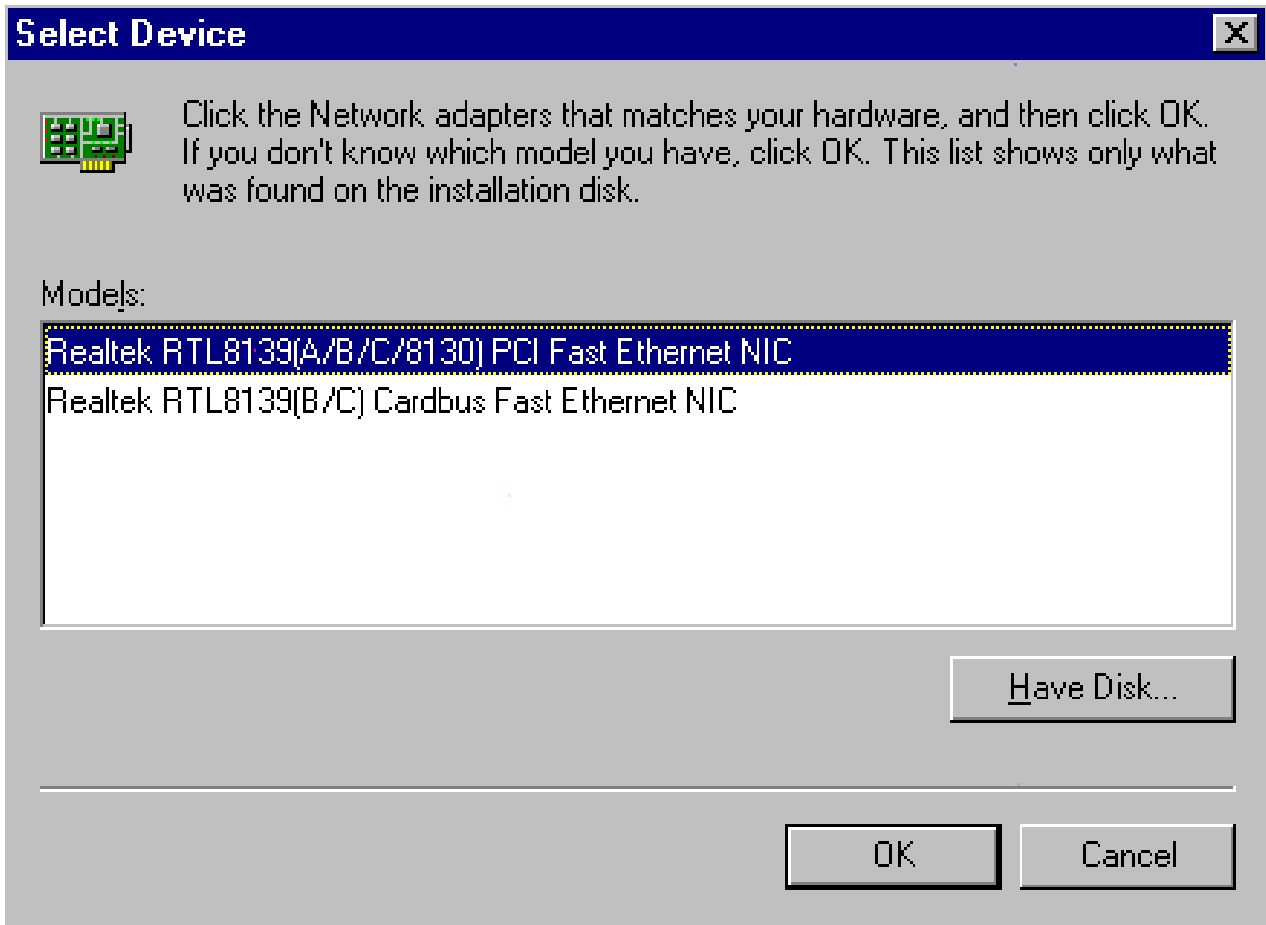 Select Device
Click the Network adapters that matches your hardware, and then click OK.
If you don't know which model you have, click OK. This list shows only what
was found on the installation disk.
Models:
Realtek RTL8139(A/B/C/8130) PCI Fast Ethernet NIC
Realtek RTL8139(B/C) Cardbus Fast Ethernet NIC
Have Disk...
OK
Cancel